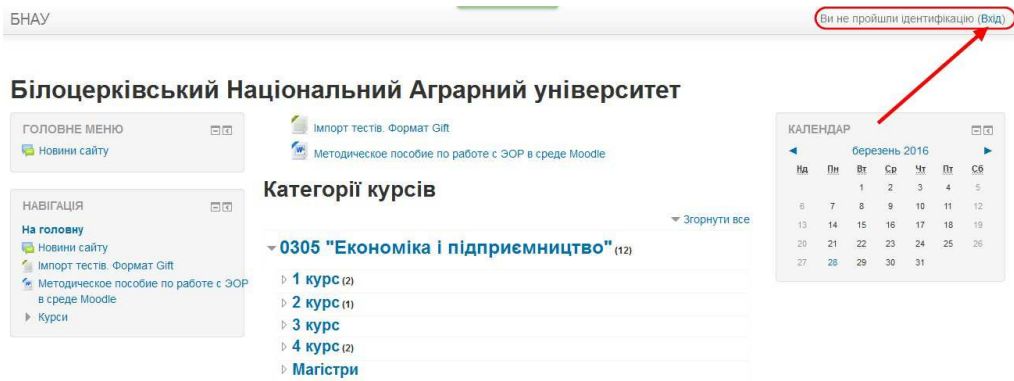 БНАУ
Ви не пройшли ідентифікацію (Вхід)
Білоцерківський Національний Аграрний університет
ГОЛОВНЕ МЕНЮ
Новини сайту
НАВІГАЦІЯ
На головну
Новини сайту
Імпорт тестів. Формат Gift
Методическое пособие по работе с ЭОР
в среде Moodle
Курси
Імпорт тестів. Формат Gift
Методическое пособие по работе с ЭОР в среде Moodle
Категорії курсів
Згорнути все
0305 "Економіка і підприємництво" (12)
1 курс (2)
2 курс (1)
3 курс
4 курс (2)
Магістри
КАЛЕНДАР
березень 2016
Нд Пн Вт Ср Чт Пт Сб
1 2 3 4 5
6 7 8 9 10 11 12
13 14 15 16 17 18 19
20 21 22 23 24 25 26
27 28 29 30 31